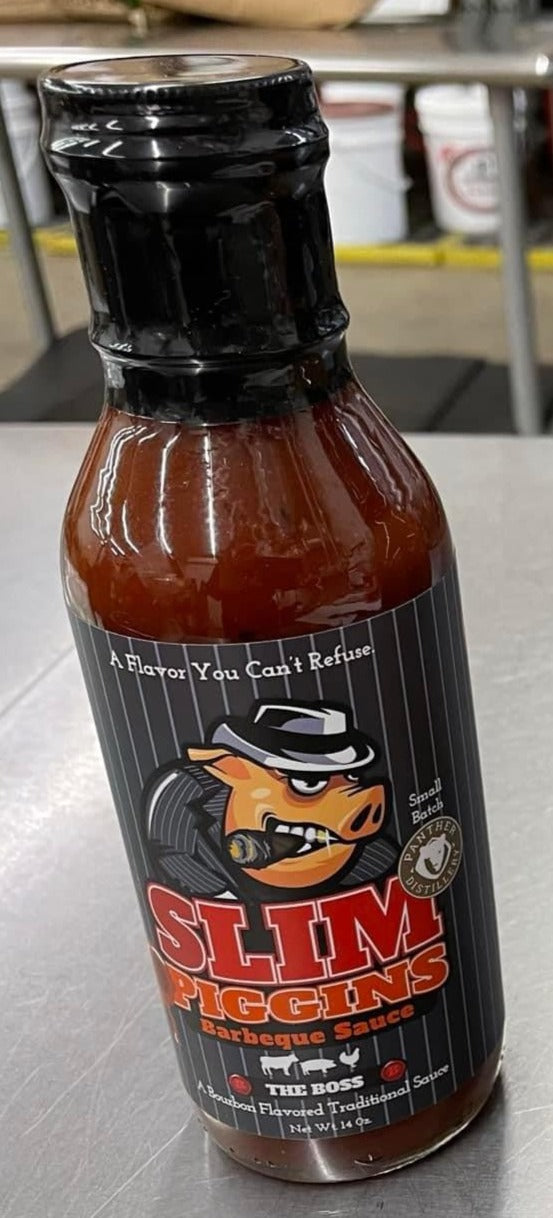 A Flavor You Can't Refuse.
Small
Batch
PANTHER
DISTILLERY
SLIM
PIGGINS
Barbeque Sauce
THE BOSS
A Bourbon Flavored Traditional Sauce
Net Wt. 14 Oz.